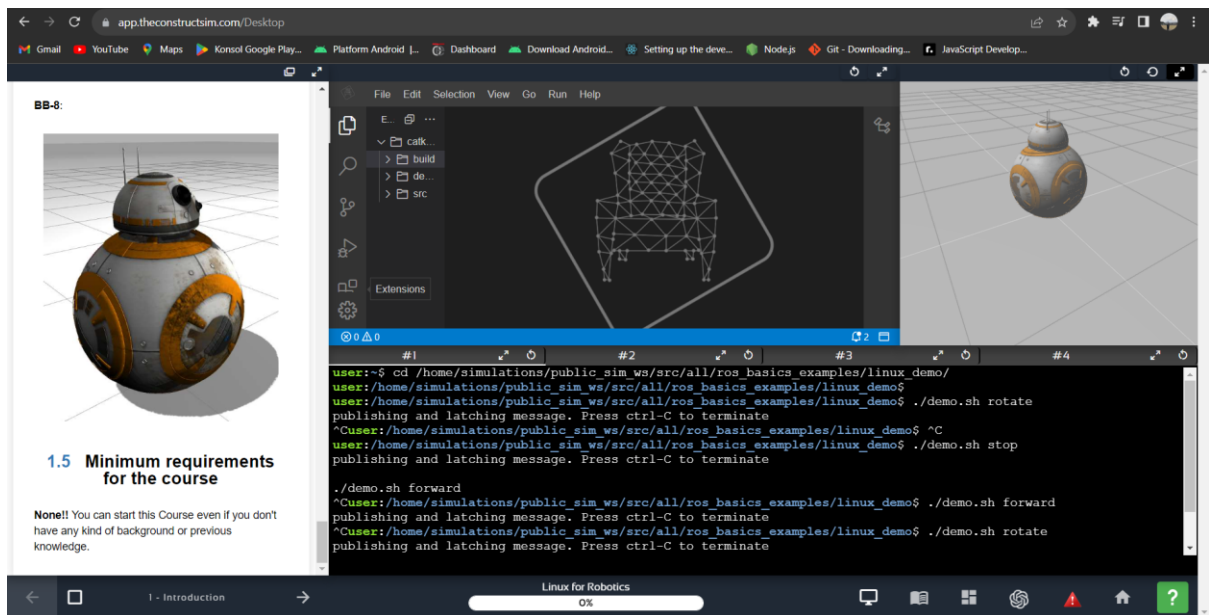 app.theconstructsim.com/Desktop
Gmail YouTube Maps Konsol Google Play... Platform Android |... Dashboard Download Android... Setting up the deve... Node.js Git - Downloading... JavaScript Develop...
BB-8:
1.5 Minimum requirements
for the course
None!! You can start this Course even if you don't
have any kind of background or previous
knowledge.
File Edit Selection View Go Run Help
E... ...
catk...
build
de...
src
Extensions
0 0 2
#1 #2 #3 #4
user:~$ cd /home/simulations/public_sim_ws/src/all/ros_basics_examples/linux_demo/
user:/home/simulations/public_sim_ws/src/all/ros_basics_examples/linux_demo$
user:/home/simulations/public_sim_ws/src/all/ros_basics_examples/linux_demo$ ./demo.sh rotate
publishing and latching message. Press ctrl-C to terminate
^Cuser:/home/simulations/public_sim_ws/src/all/ros_basics_examples/linux_demo$ ^C
user:/home/simulations/public_sim_ws/src/all/ros_basics_examples/linux_demo$ ./demo.sh stop
publishing and latching message. Press ctrl-C to terminate
./demo.sh forward
^Cuser:/home/simulations/public_sim_ws/src/all/ros_basics_examples/linux_demo$ ./demo.sh forward
publishing and latching message. Press ctrl-C to terminate
^Cuser:/home/simulations/public_sim_ws/src/all/ros_basics_examples/linux_demo$ ./demo.sh rotate
publishing and latching message. Press ctrl-C to terminate
1 - Introduction
Linux for Robotics
0%
?